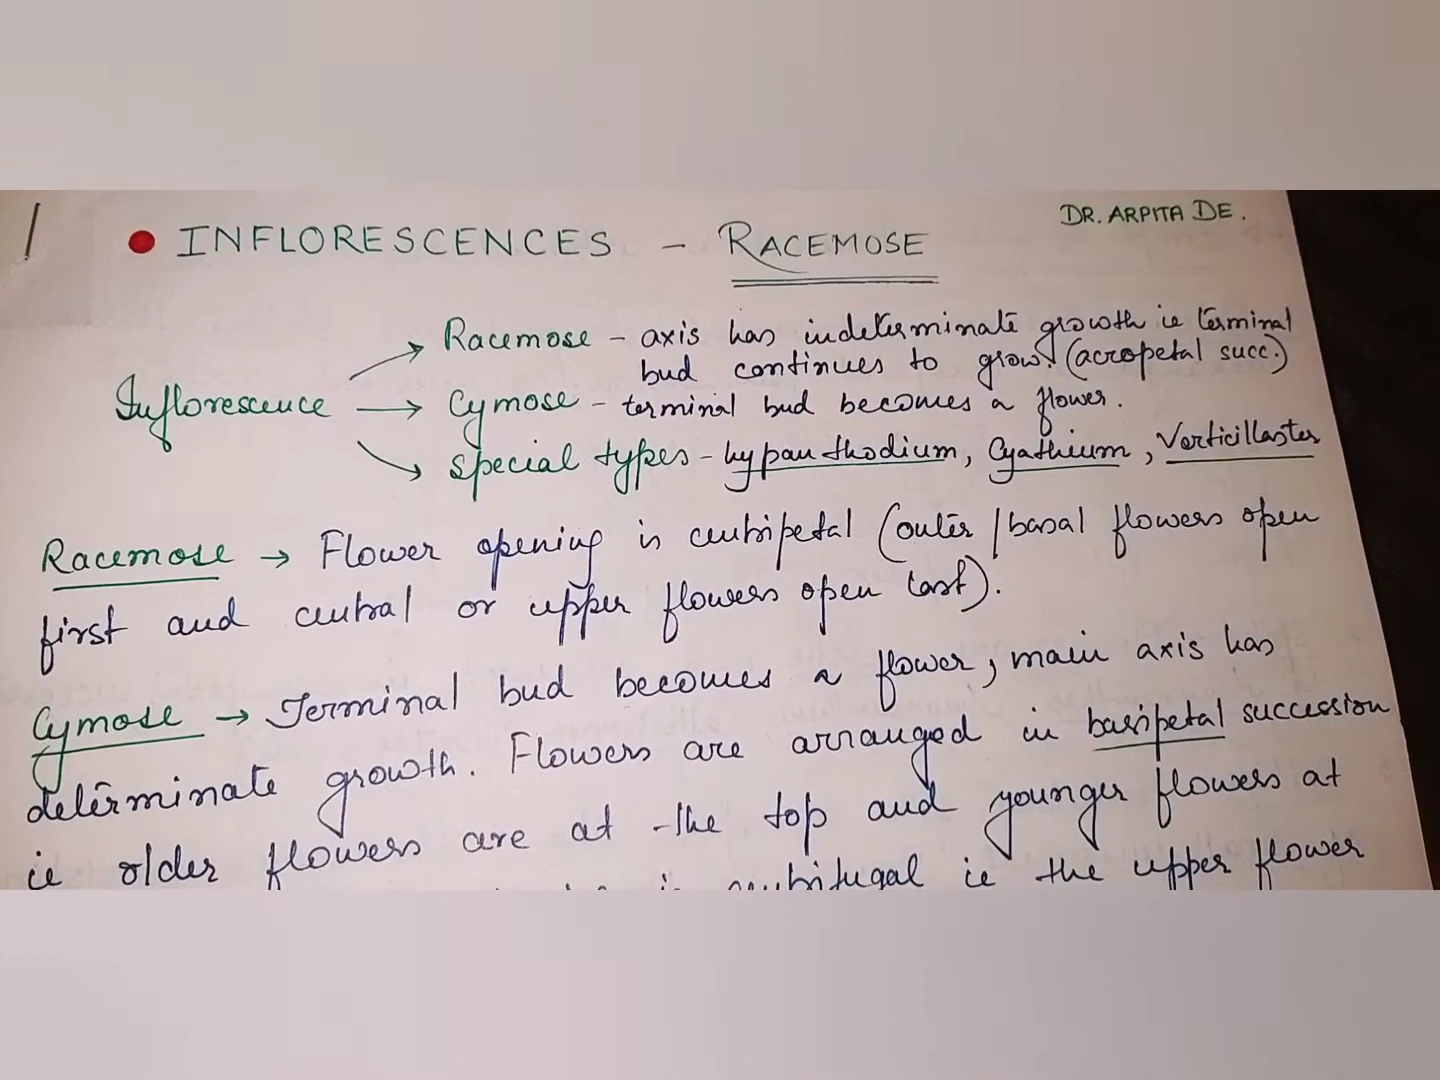 DR. ARPITA DE.
INFLORESCENCES - RACEMOSE
Racemose - axis has indeterminate growth ie terminal
bud continues to grow. (acropetal succ.)
Inflorescence → Cymose - terminal bud becomes a flower.
Special types - hypanthodium, Cyathium, Verticillaster
Racemose → Flower opening is centripetal (outer/basal flowers open
first and central or upper flowers open last).
Cymose → Terminal bud becomes a flower, main axis has
determinate growth. Flowers are arranged in basipetal succession
ie older flowers are at the top and younger flowers at
centrifugal ie the upper flower